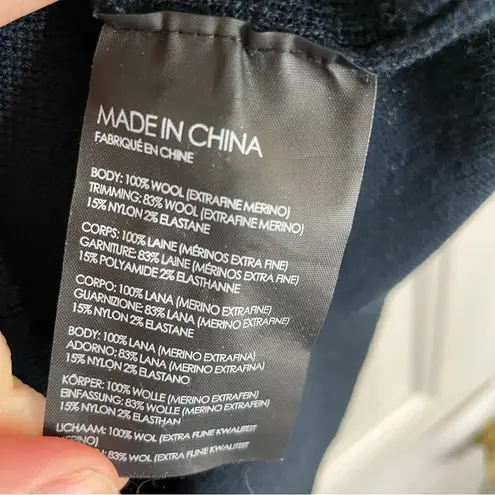 MADE IN CHINA
FABRIQUÉ EN CHINE
BODY: 100% WOOL (EXTRAFINE MERINO)
TRIMMING: 83% WOOL (EXTRAFINE MERINO)
15% NYLON 2% ELASTANE
CORPS: 100% LAINE (MÉRINOS EXTRA FINE)
GARNITURE: 83% LAINE (MÉRINOS EXTRA FINE)
15% POLYAMIDE 2% ELASTHANNE
CORPO: 100% LANA (MERINO EXTRAFINE)
GUARNIZIONE: 83% LANA (MERINO EXTRAFINE)
15% NYLON 2% ELASTAN
BODY: 100% LANA (MERINO EXTRAFINA)
ADORNO: 83% LANA (MERINO EXTRAFINA)
15% NYLON 2% ELASTANO
KÖRPER: 100% WOLLE (MERINO EXTRAFEIN)
EINFASSUNG: 83% WOLLE (MERINO EXTRAFEIN)
15% NYLON 2% ELASTHAN
LICHAAM: 100% WOL (EXTRA FIJNE KWALITEIT
MERINO)
83% WOL (EXTRA FIJNE KWALITEIT